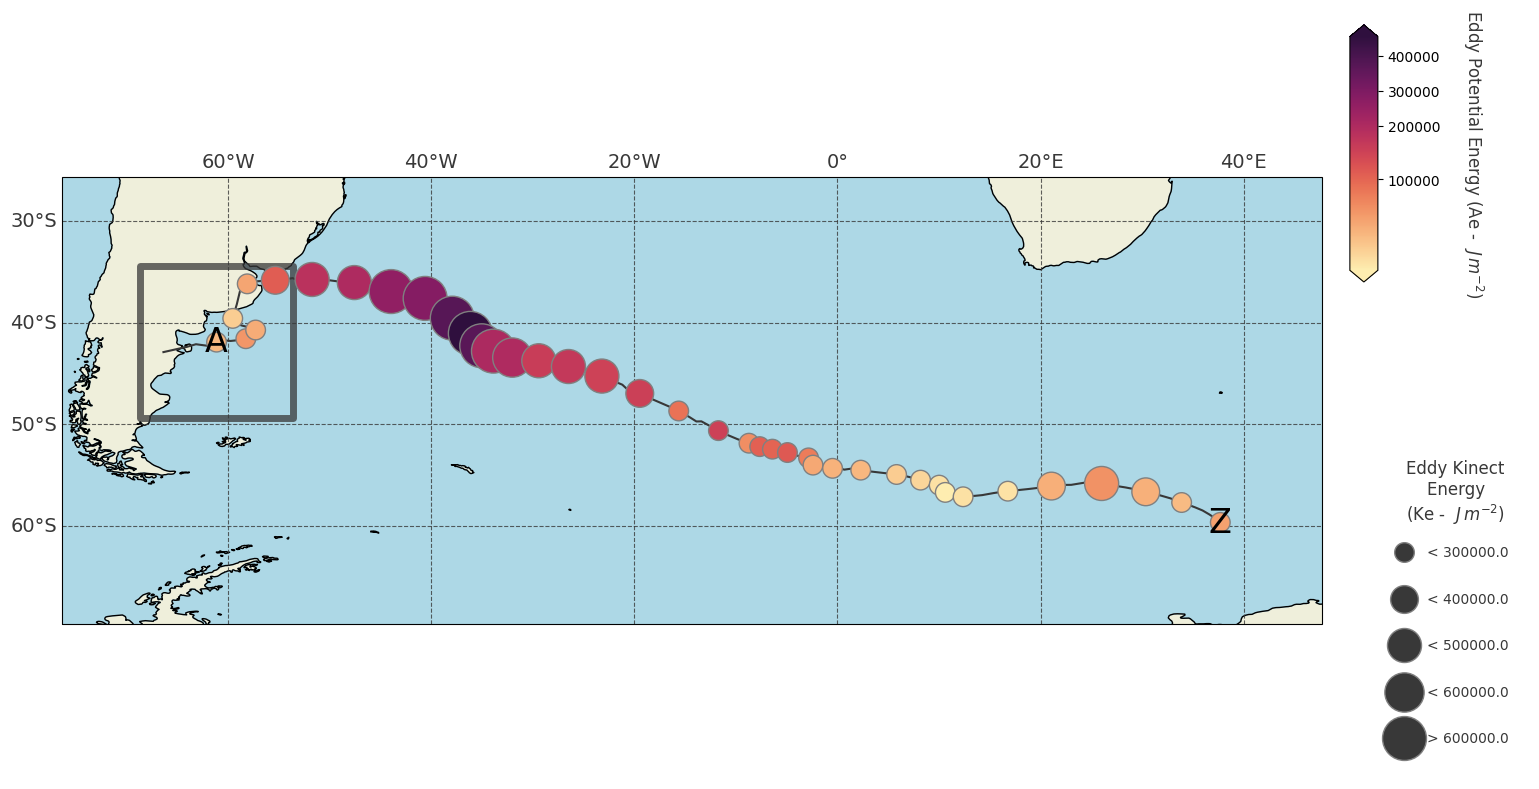 60°W 40°W 20°W 0° 20°E 40°E
30°S
40°S
50°S
60°S
A
Z
400000
300000
200000
100000
Eddy Potential Energy (Ae - J m⁻²)
Eddy Kinect
Energy
(Ke - J m⁻²)
< 300000.0
< 400000.0
< 500000.0
< 600000.0
> 600000.0